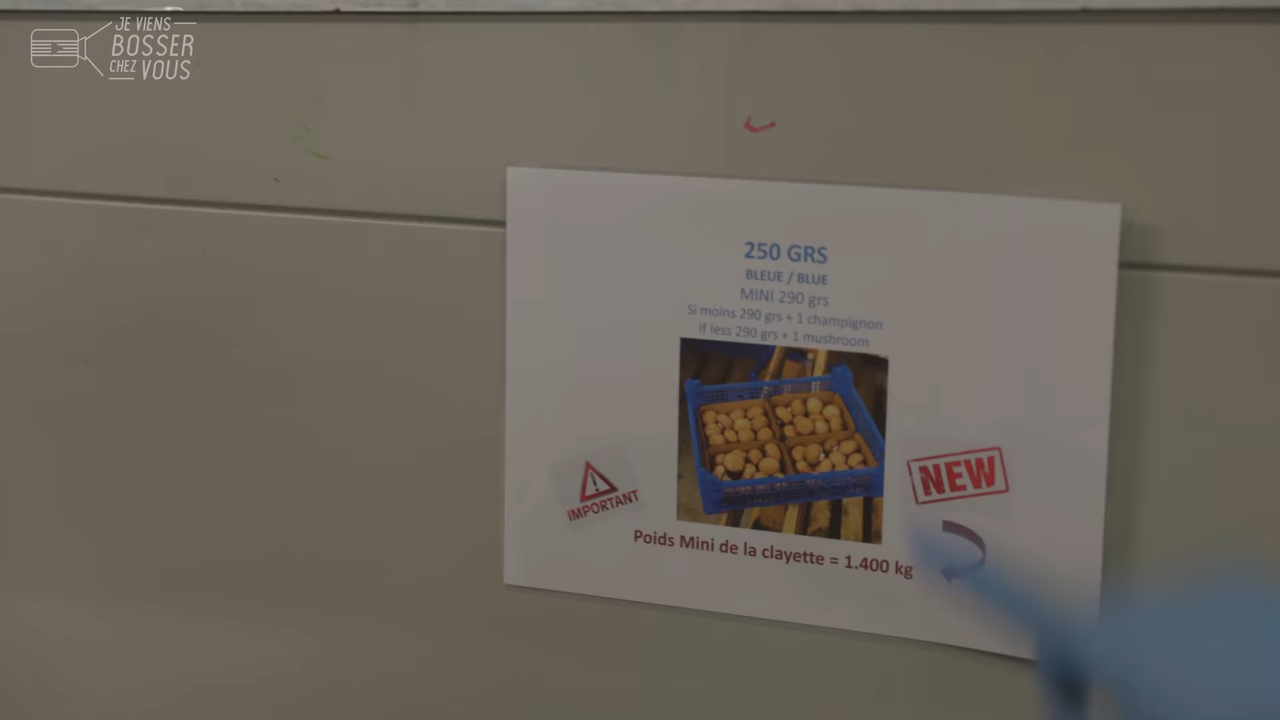 JE VIENS
BOSSER
CHEZ VOUS
250 GRS
BLEUE / BLUE
MINI 290 grs
Si moins 290 grs + 1 champignon
If less 290 grs + 1 mushroom
IMPORTANT
NEW
Poids Mini de la clayette = 1.400 kg